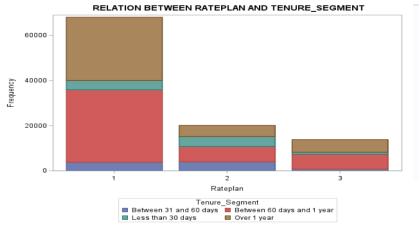 RELATION BETWEEN RATEPLAN AND TENURE_SEGMENT
Frequency
60000
40000
20000
0
1 2 3
Rateplan
Tenure_Segment
Between 31 and 60 days Between 60 days and 1 year
Less than 30 days Over 1 year